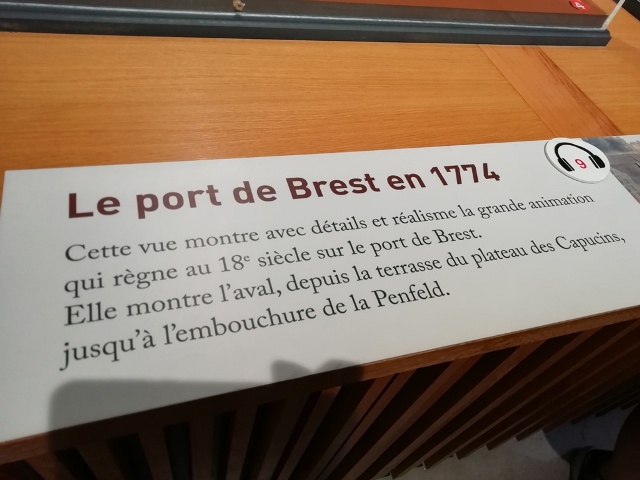 Le port de Brest en 1774
9
Cette vue montre avec détails et réalisme la grande animation
qui règne au 18e siècle sur le port de Brest.
Elle montre l'aval, depuis la terrasse du plateau des Capucins,
jusqu'à l'embouchure de la Penfeld.